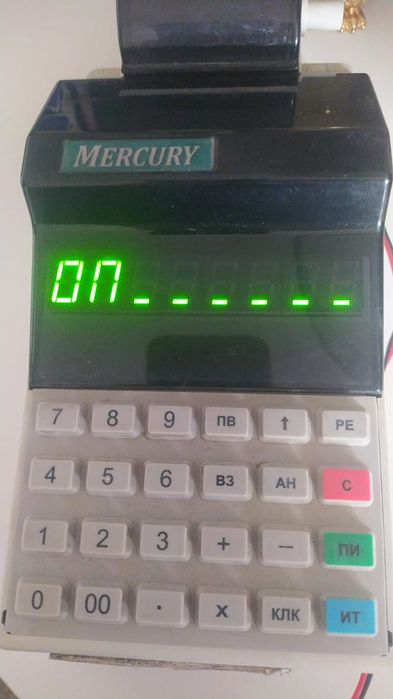 MERCURY
ОП______
7 8 9 ПВ ↑ РЕ
4 5 6 ВЗ АН С
1 2 3 + — ПИ
0 00 . X КЛК ИТ